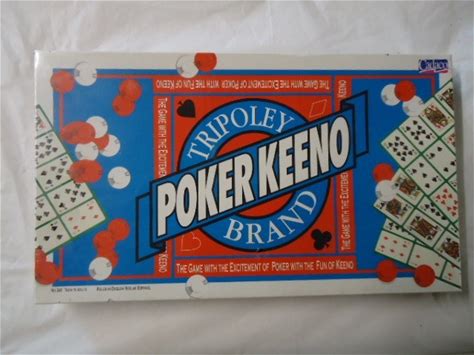 Cadaco
THE GAME WITH THE EXCITEMENT OF POKER WITH THE FUN OF KEENO
KEENO
TRIPOLEY
POKER KEENO
BRAND
THE GAME WITH THE EXCITEMENT
THE GAME WITH THE EXCITEMENT
KEENO
THE GAME WITH THE EXCITEMENT OF POKER WITH THE FUN OF KEENO